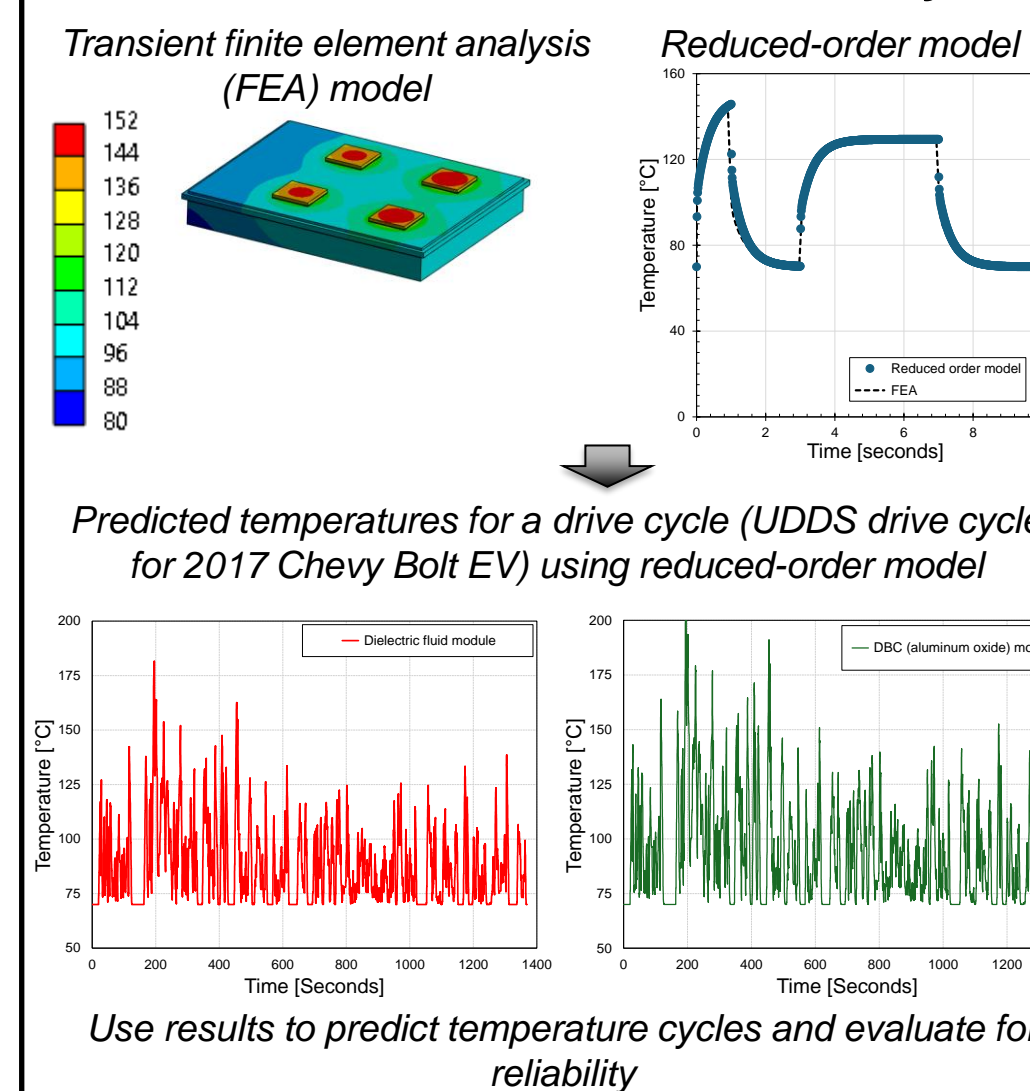 Transient finite element analysis
(FEA) model
152
144
136
128
120
112
104
96
88
80
Reduced-order model
160
120
80
40
0
Temperature [°C]
Reduced order model
FEA
0 2 4 6 8
Time [seconds]
Predicted temperatures for a drive cycle (UDDS drive cycle
for 2017 Chevy Bolt EV) using reduced-order model
200
175
150
125
100
75
50
Temperature [°C]
Dielectric fluid module
0 200 400 600 800 1000 1200 1400
Time [Seconds]
200
175
150
125
100
75
50
Temperature [°C]
DBC (aluminum oxide) mo
0 200 400 600 800 1000 1200
Time [Seconds]
Use results to predict temperature cycles and evaluate for
reliability